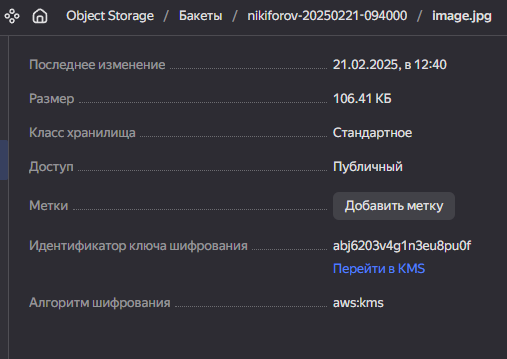 Object Storage / Бакеты / nikiforov-20250221-094000 / image.jpg
Последнее изменение 21.02.2025, в 12:40
Размер 106.41 КБ
Класс хранилища Стандартное
Доступ Публичный
Метки Добавить метку
Идентификатор ключа шифрования abj6203v4g1n3eu8pu0f
Перейти в KMS
Алгоритм шифрования aws:kms